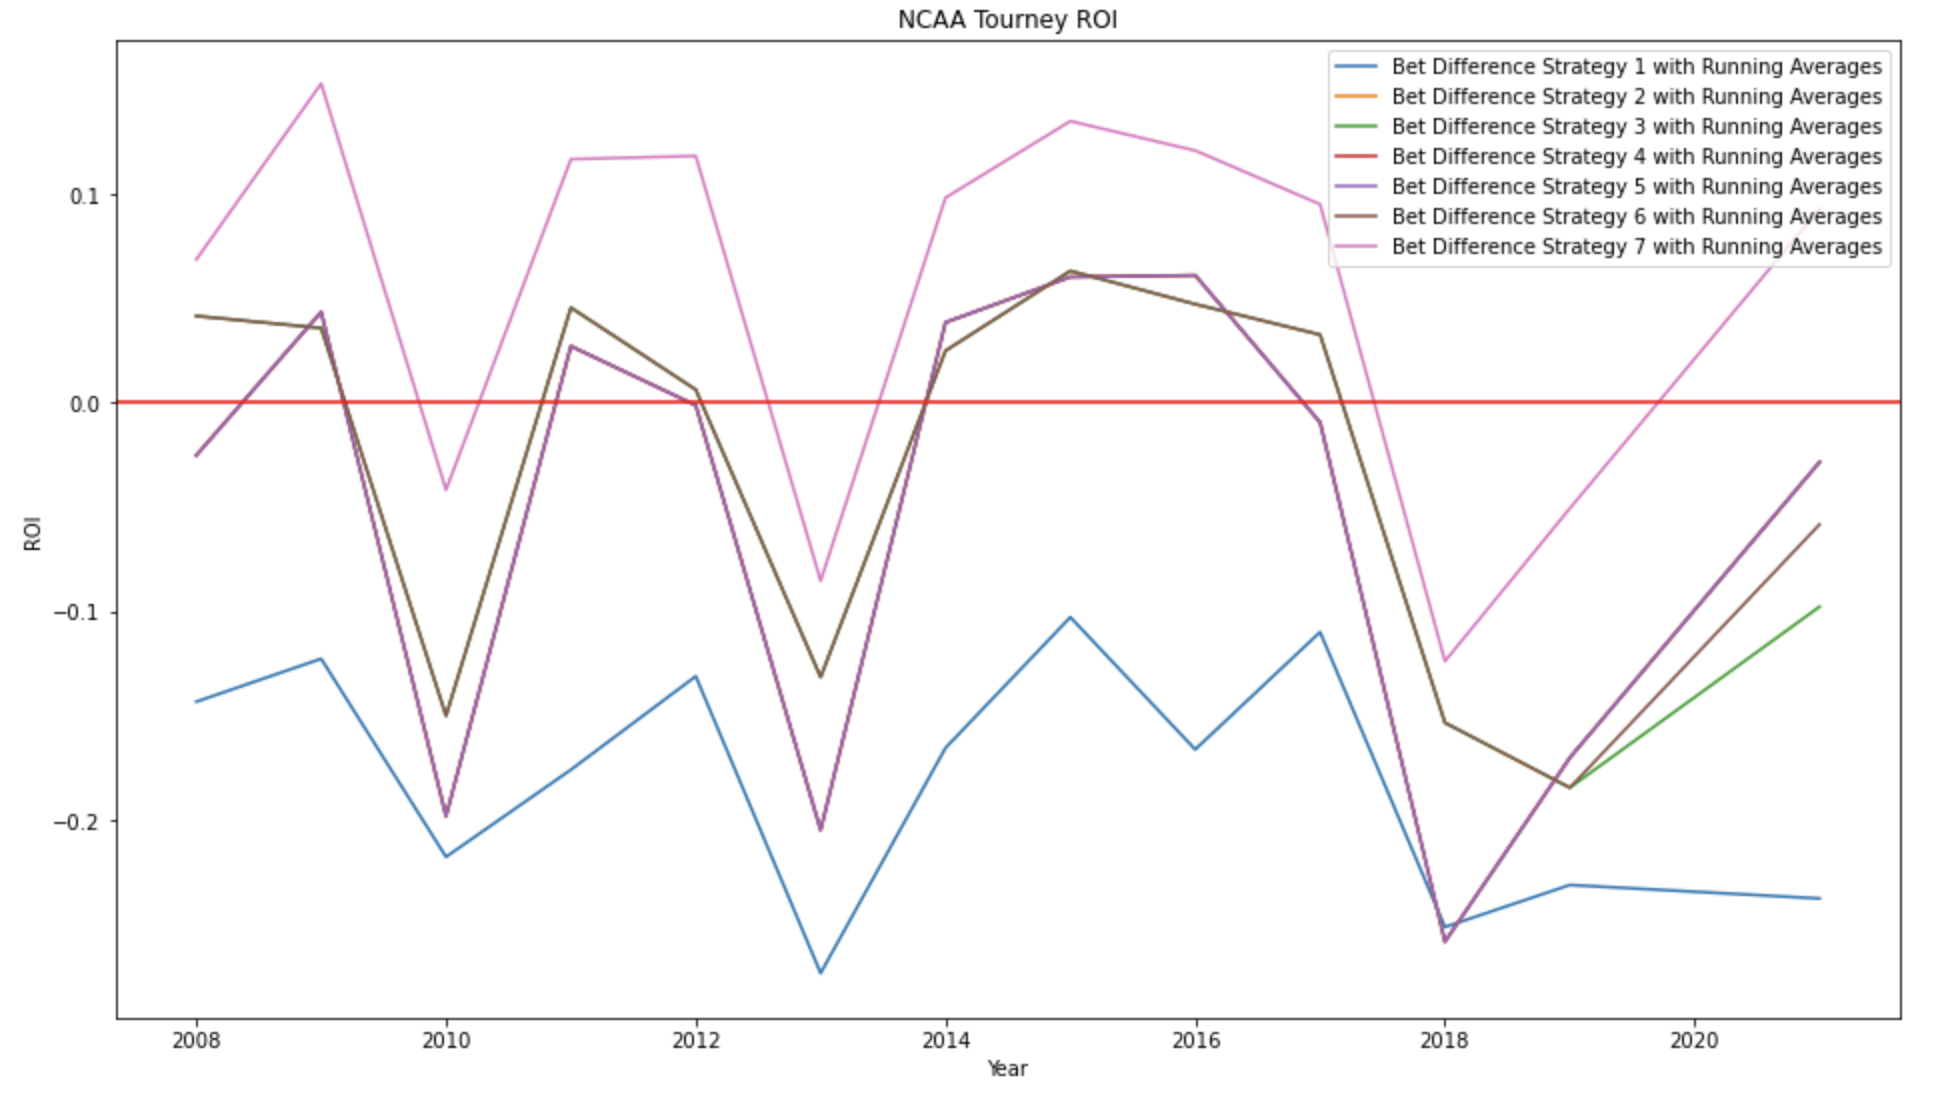 NCAA Tourney ROI
Bet Difference Strategy 1 with Running Averages
Bet Difference Strategy 2 with Running Averages
Bet Difference Strategy 3 with Running Averages
Bet Difference Strategy 4 with Running Averages
Bet Difference Strategy 5 with Running Averages
Bet Difference Strategy 6 with Running Averages
Bet Difference Strategy 7 with Running Averages
0.1
0.0
−0.1
−0.2
ROI
2008 2010 2012 2014 2016 2018 2020
Year